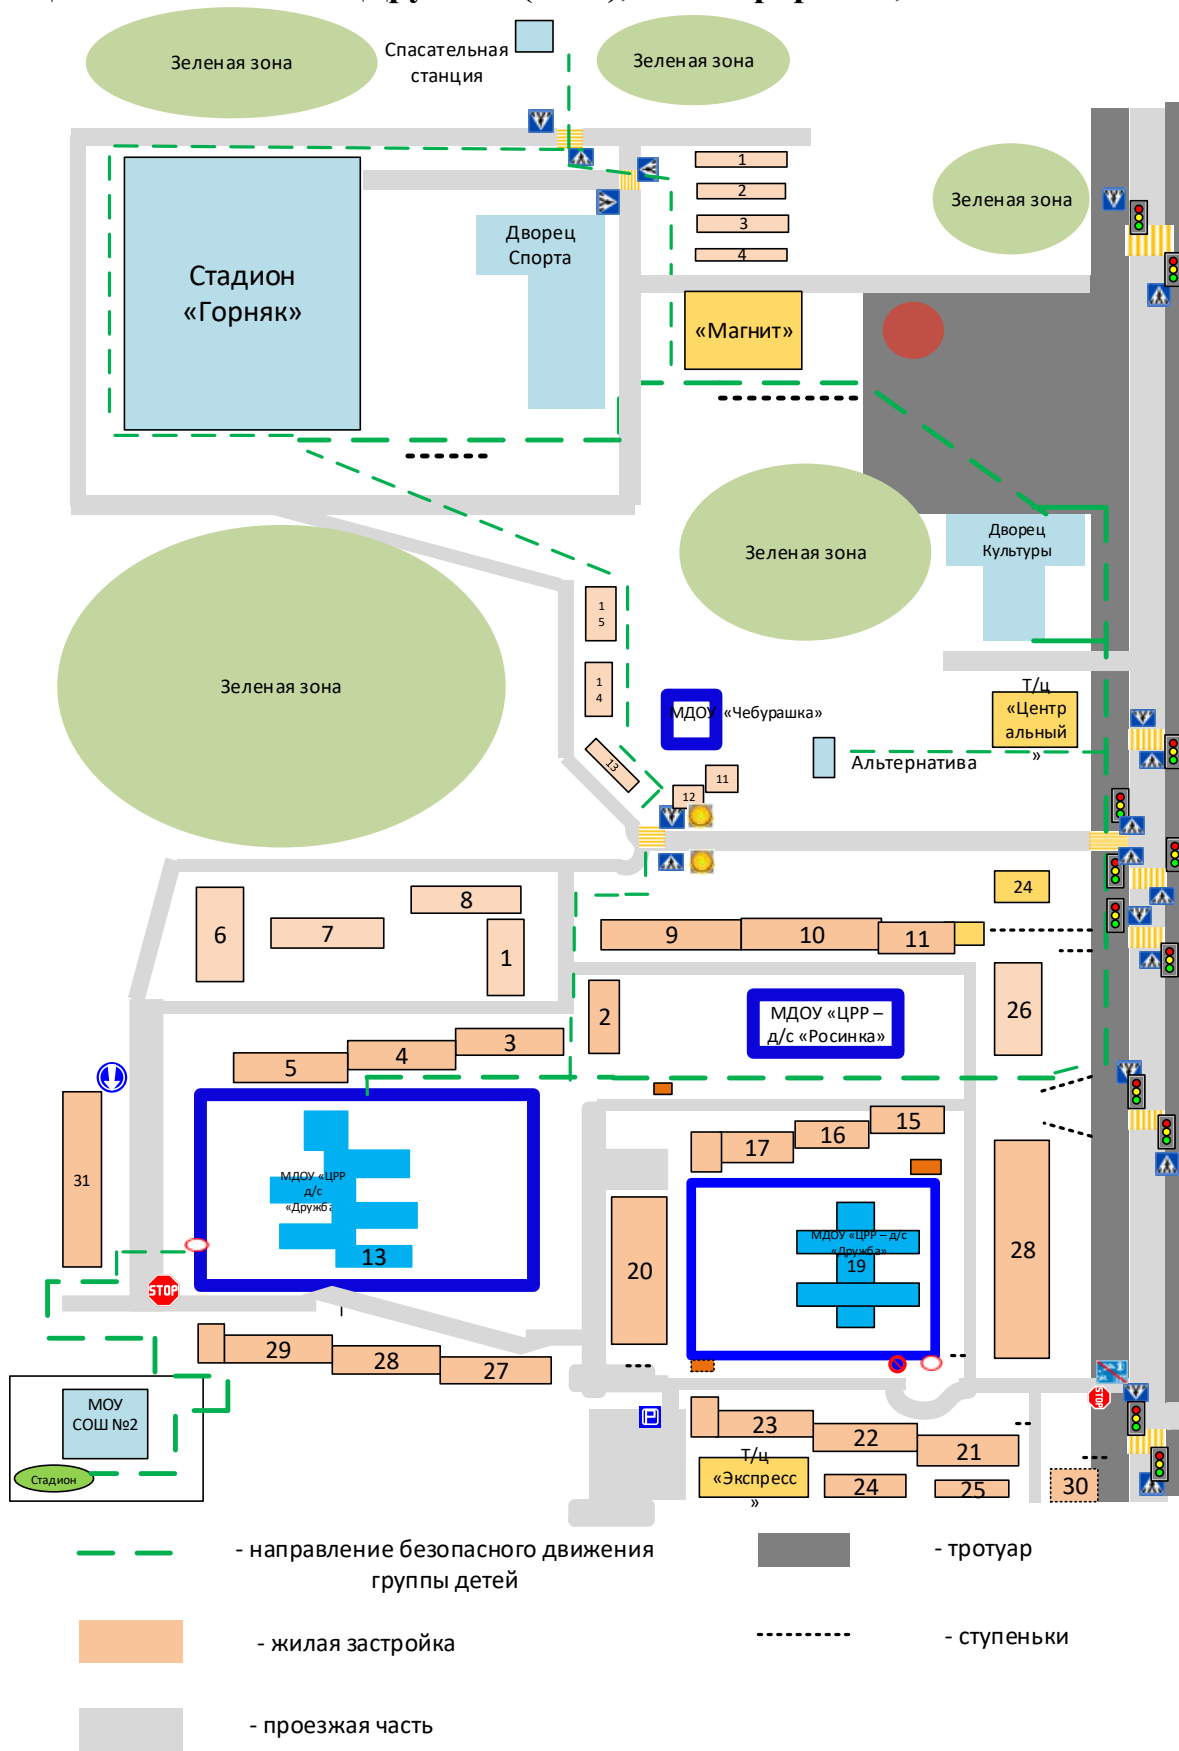 Спасательная
станция
Зеленая зона
Зеленая зона
1
2
3
4
Зеленая зона
Дворец
Спорта
Стадион
«Горняк»
«Магнит»
Зеленая зона
Дворец
Культуры
1
5
1
4
Зеленая зона
МДОУ «Чебурашка»
Т/ц
«Центр
альный
»
Альтернатива
13
11
12
24
8
6
7
1
9
10
11
2
МДОУ «ЦРР –
д/с «Росинка»
26
3
4
5
15
16
17
31
МДОУ «ЦРР
д/с
«Дружба
13
МДОУ «ЦРР – д/с
«Дружба»
19
20
28
STOP
29
28
27
МОУ
СОШ №2
Стадион
P
STOP
23
22
21
Т/ц
«Экспресс
»
24
25
30
- направление безопасного движения
группы детей
- тротуар
- жилая застройка
- ступеньки
- проезжая часть